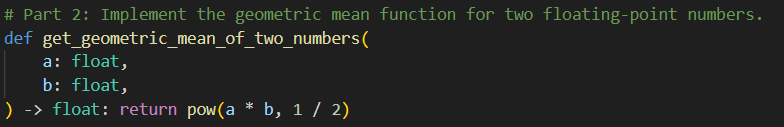 # Part 2: Implement the geometric mean function for two floating-point numbers.
def get_geometric_mean_of_two_numbers(
    a: float,
    b: float,
) -> float: return pow(a * b, 1 / 2)